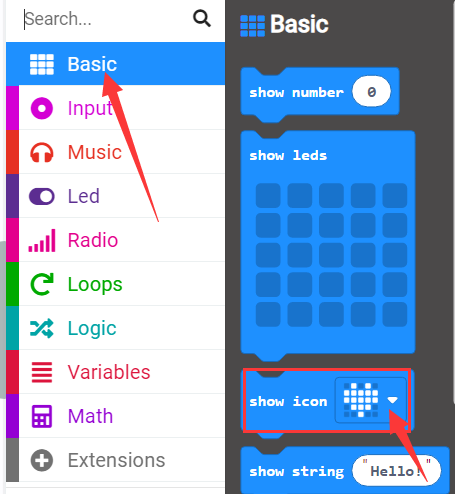 Search...
Basic
Input
Music
Led
Radio
Loops
Logic
Variables
Math
Extensions
Basic
show number 0
show leds
show icon
show string "Hello!"